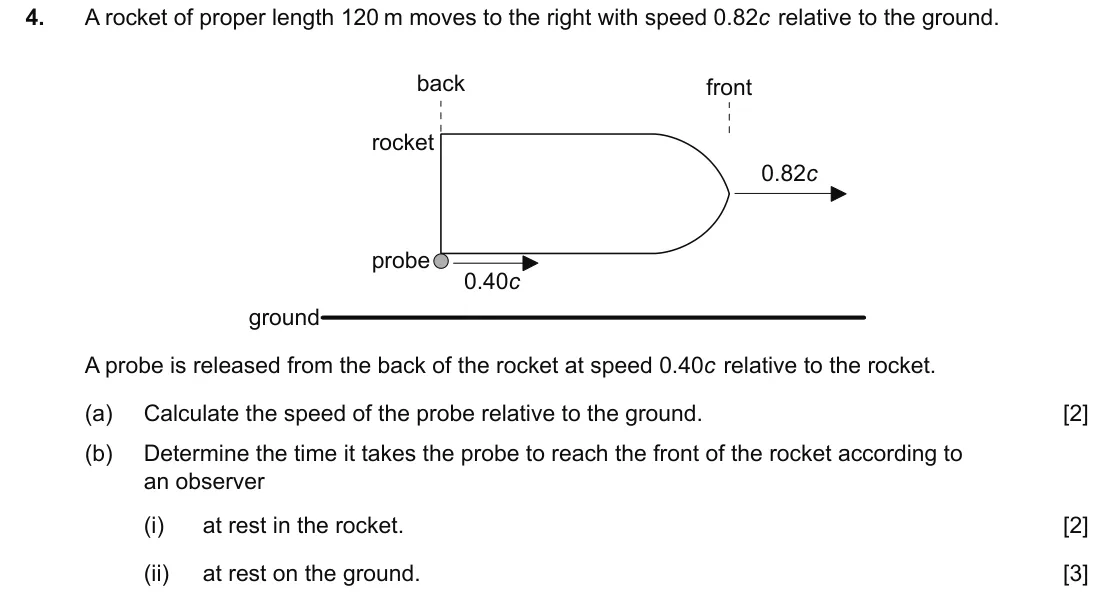 4. A rocket of proper length 120 m moves to the right with speed 0.82c relative to the ground.
back
front
rocket
0.82c
probe
0.40c
ground
A probe is released from the back of the rocket at speed 0.40c relative to the rocket.
(a) Calculate the speed of the probe relative to the ground. [2]
(b) Determine the time it takes the probe to reach the front of the rocket according to
an observer
(i) at rest in the rocket. [2]
(ii) at rest on the ground. [3]